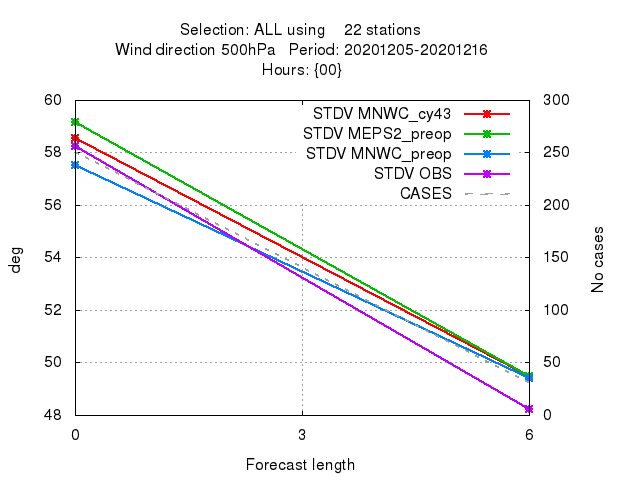 Selection: ALL using    22 stations
Wind direction 500hPa   Period: 20201205-20201216
Hours: {00}
60 300
STDV MNWC_cy43
STDV MEPS2_preop
58 STDV MNWC_preop 250
STDV OBS
CASES
56 200
54 150
deg No cases
52 100
50 50
48 0
0 3 6
Forecast length